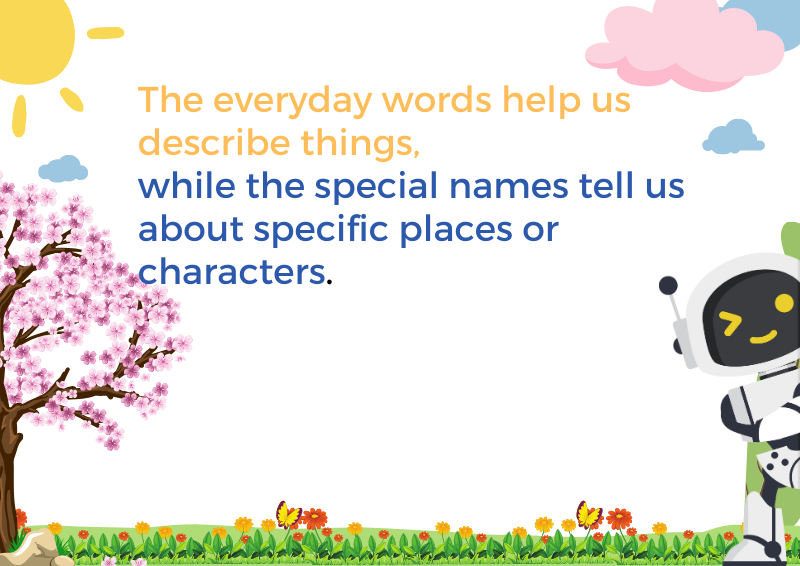 The everyday words help us
describe things,
while the special names tell us
about specific places or
characters.